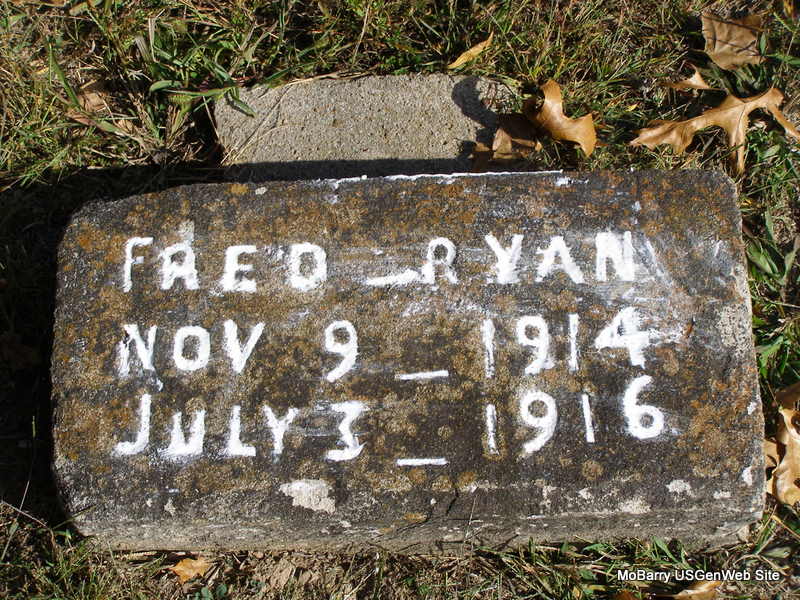 FRED _ RYAN
NOV 9 _ 1914
JULY 3 _ 1916
MoBarry USGenWeb Site